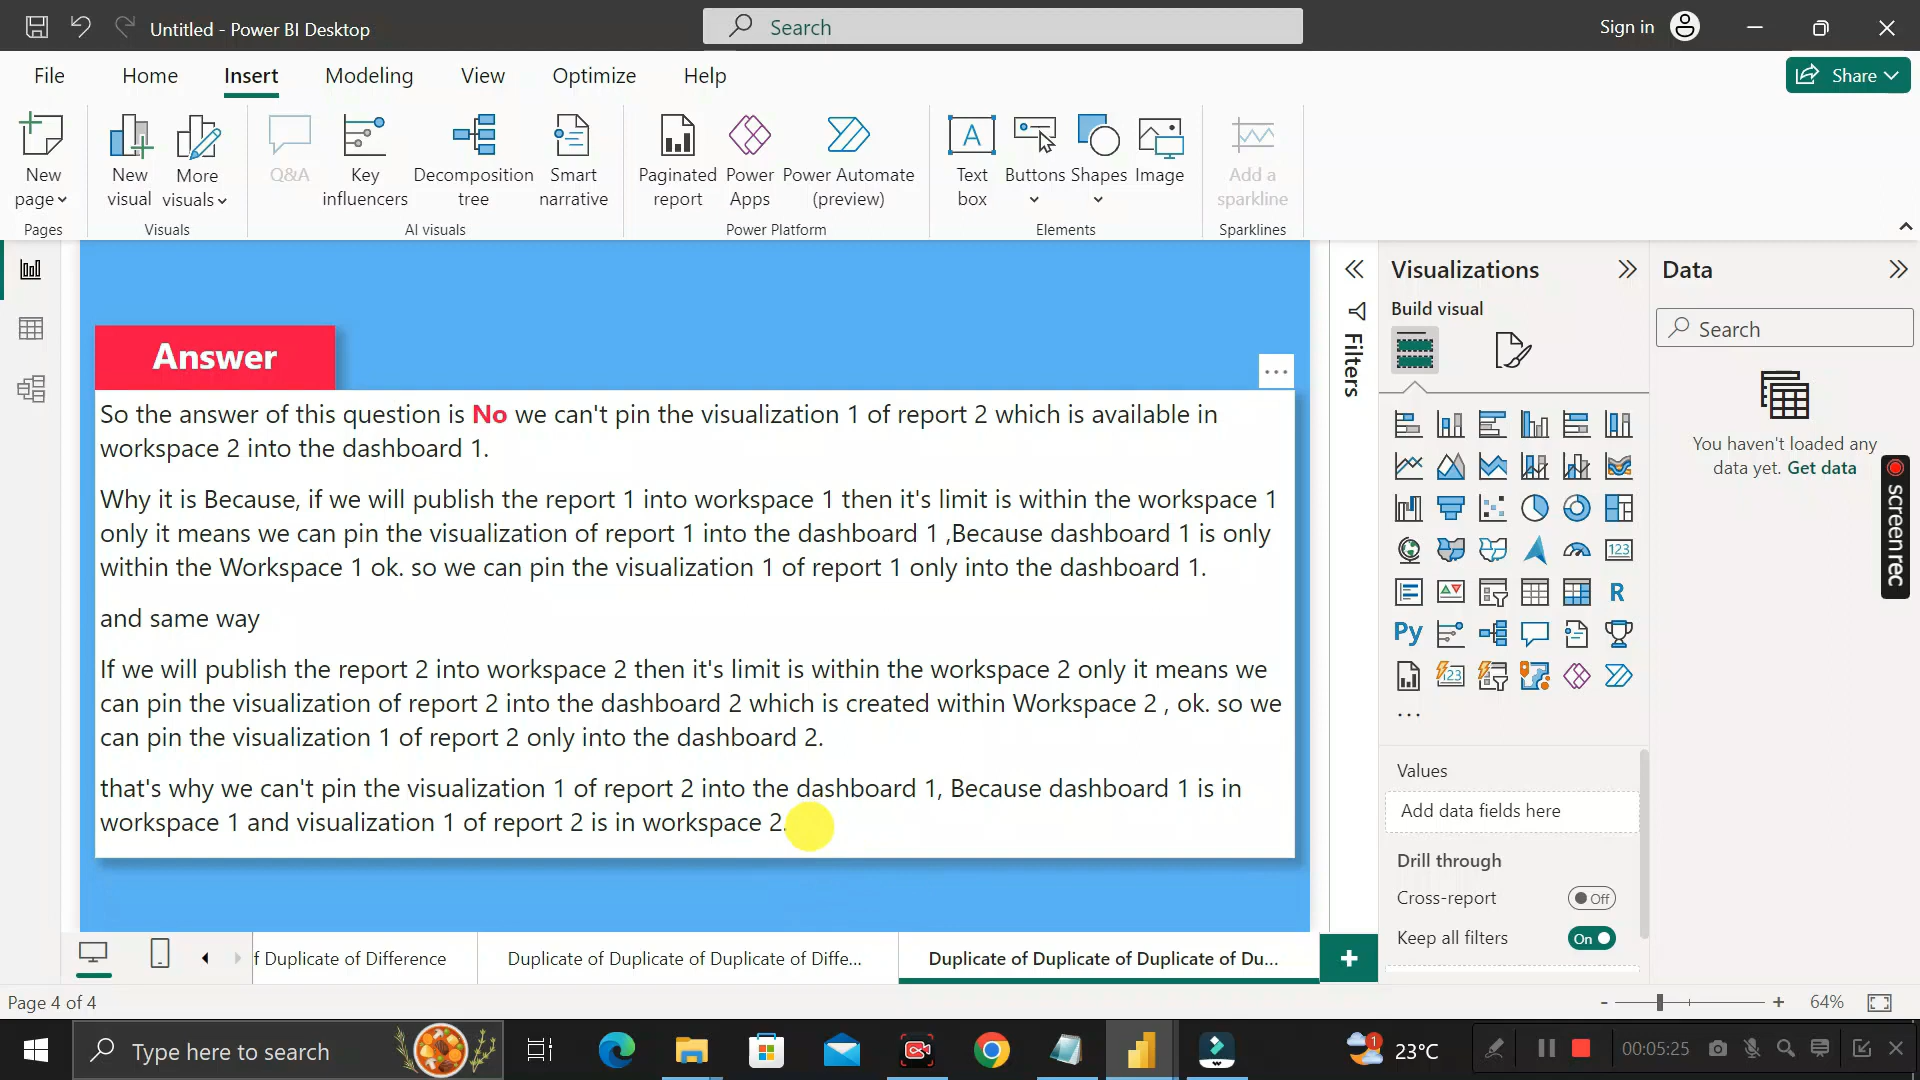 Untitled - Power BI Desktop
Search
Sign in
File
Home
Insert
Modeling
View
Optimize
Help
Share
New page
New visual
More visuals
Q&A
Key influencers
Decomposition tree
Smart narrative
Paginated report
Power Apps
Power Automate (preview)
Text box
Buttons
Shapes
Image
Add a sparkline
Pages
Visuals
AI visuals
Power Platform
Elements
Sparklines
Answer
So the answer of this question is No we can't pin the visualization 1 of report 2 which is available in
workspace 2 into the dashboard 1.
Why it is Because, if we will publish the report 1 into workspace 1 then it's limit is within the workspace 1
only it means we can pin the visualization of report 1 into the dashboard 1 ,Because dashboard 1 is only
within the Workspace 1 ok. so we can pin the visualization 1 of report 1 only into the dashboard 1.
and same way
If we will publish the report 2 into workspace 2 then it's limit is within the workspace 2 only it means we
can pin the visualization of report 2 into the dashboard 2 which is created within Workspace 2 , ok. so we
can pin the visualization 1 of report 2 only into the dashboard 2.
that's why we can't pin the visualization 1 of report 2 into the dashboard 1, Because dashboard 1 is in
workspace 1 and visualization 1 of report 2 is in workspace 2.
Filters
Visualizations
Build visual
123
R
Py
123
Values
Add data fields here
Drill through
Cross-report
Off
Keep all filters
On
Data
Search
You haven't loaded any
data yet. Get data
screen rec
f Duplicate of Difference
Duplicate of Duplicate of Duplicate of Diffe...
Duplicate of Duplicate of Duplicate of Du...
Page 4 of 4
64%
Type here to search
1
23°C
00:05:25